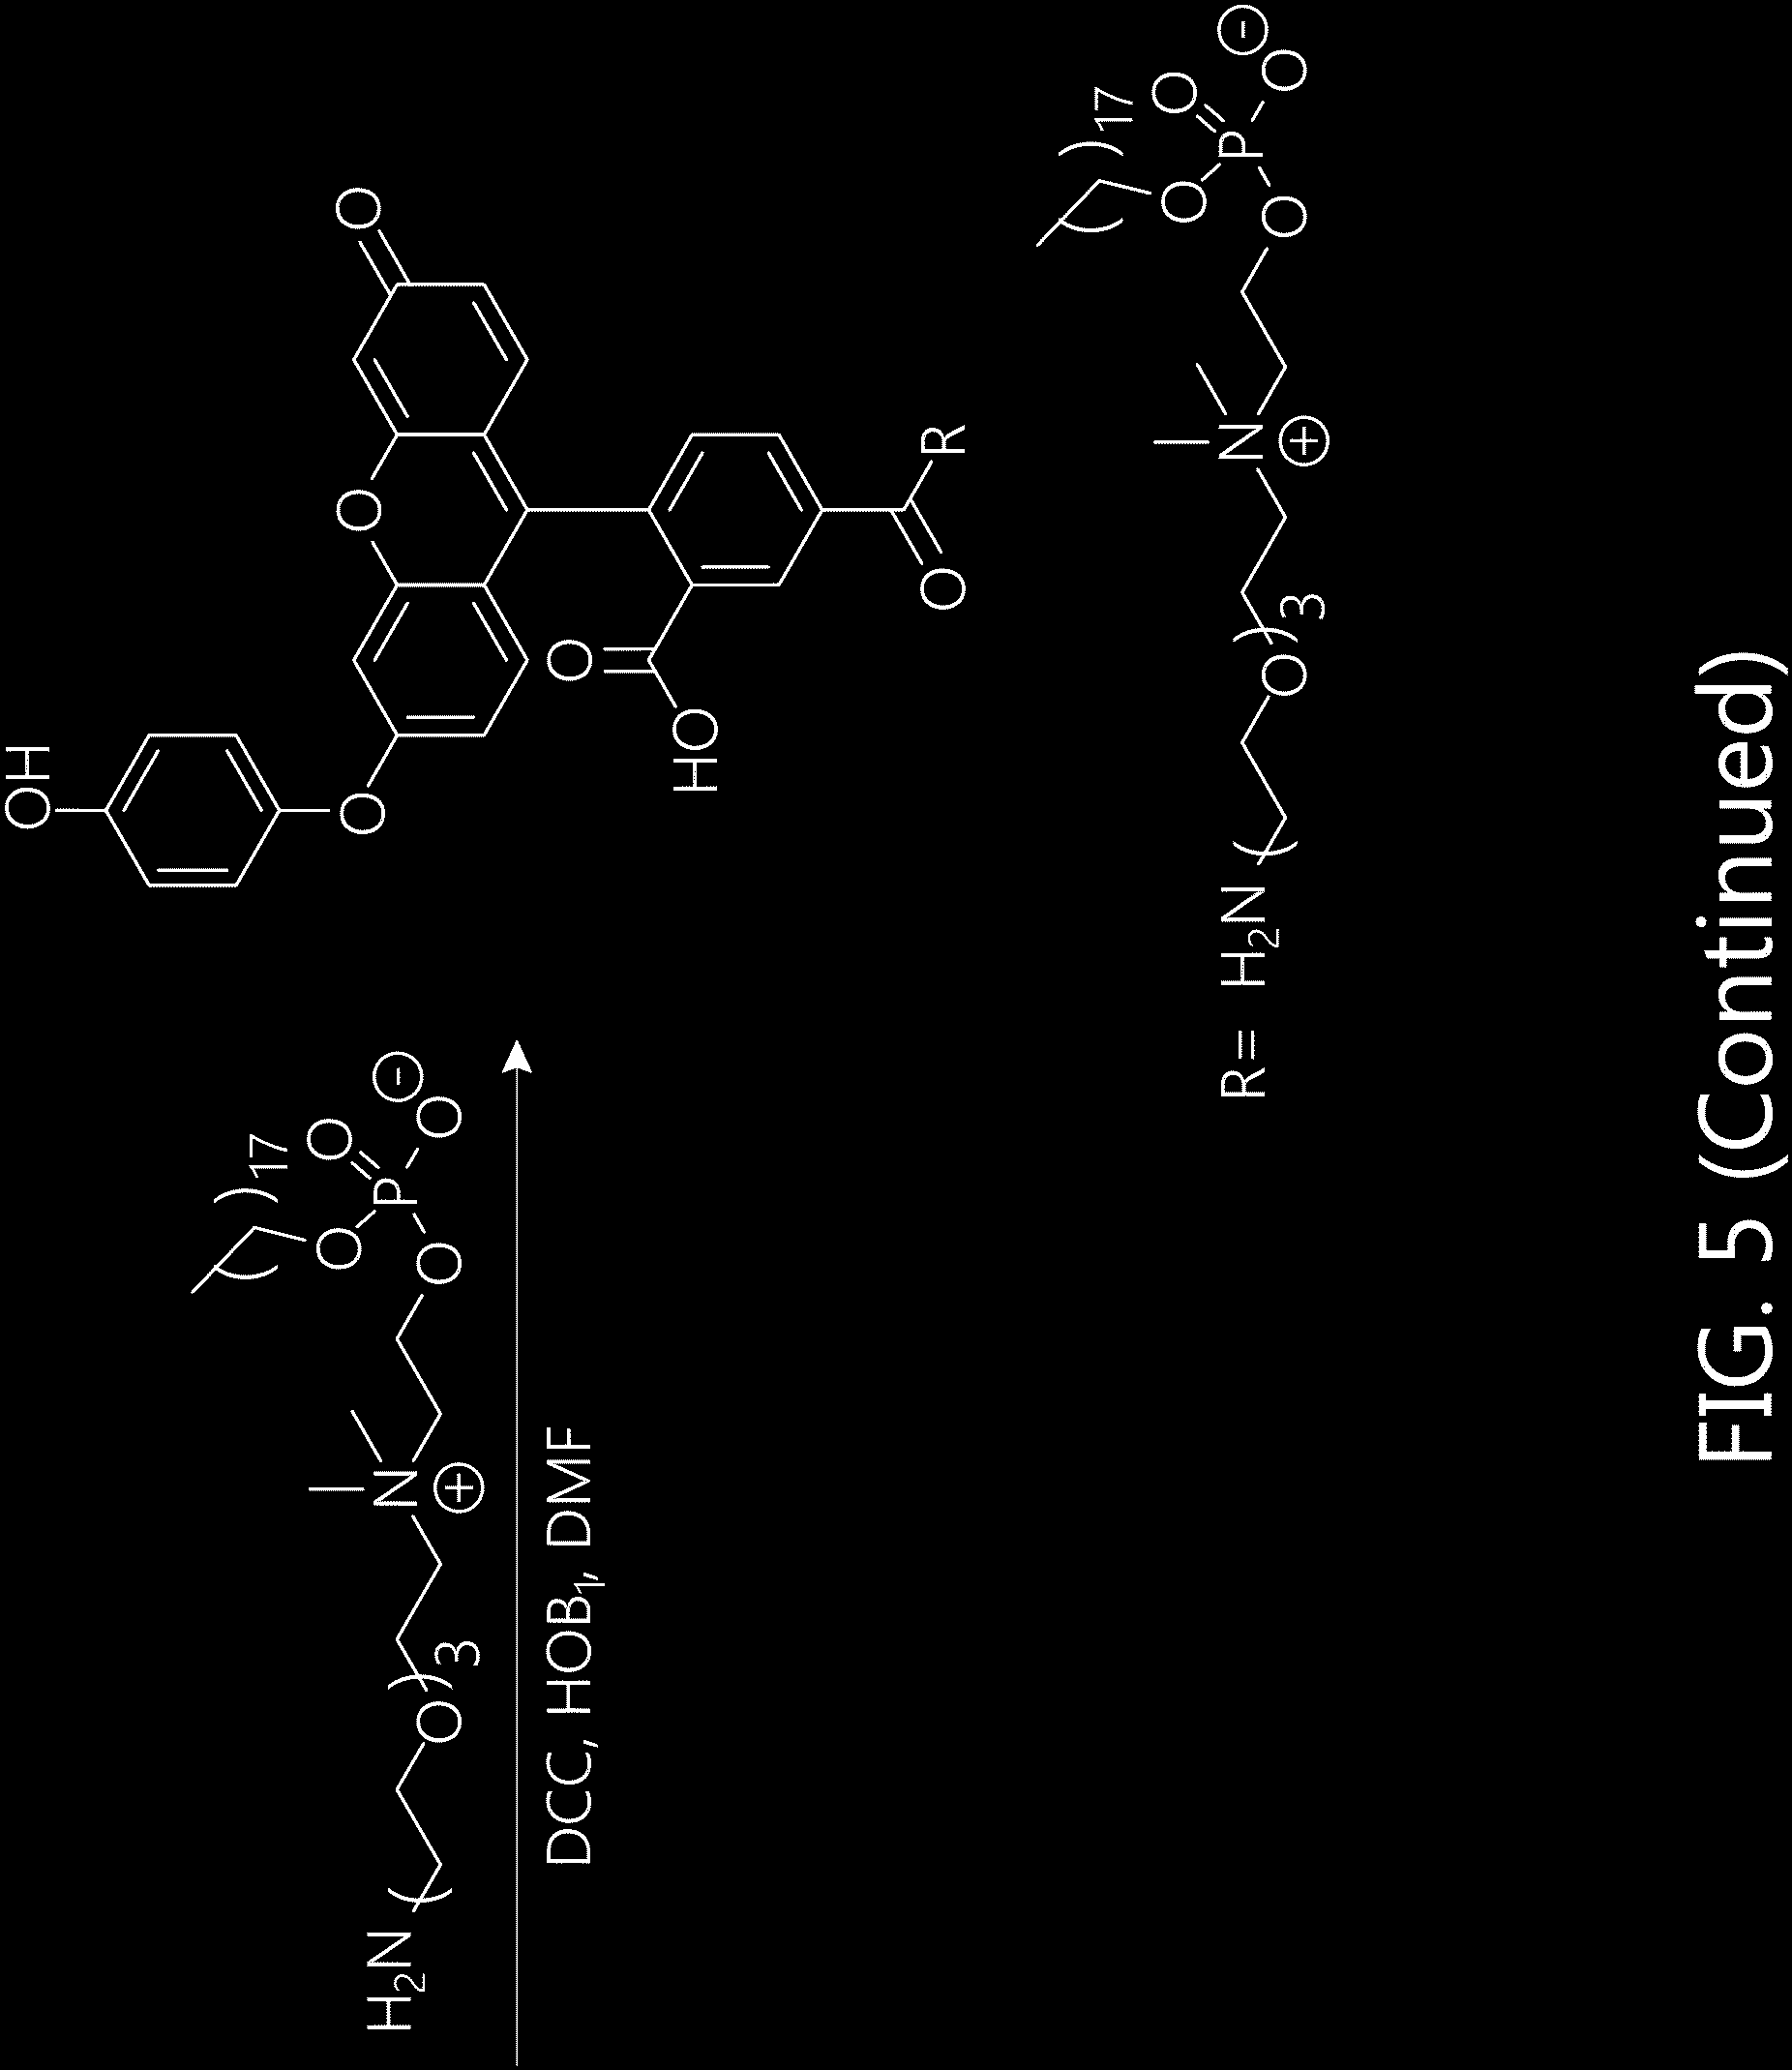 H2N ( O )3 N ⊕ O P O O O ⊖ ( )17
DCC, HOB1, DMF
OH
O
O
O
O
HO
O
R
R= H2N ( O )3 N ⊕ O P O O O ⊖ ( )17
FIG. 5 (Continued)